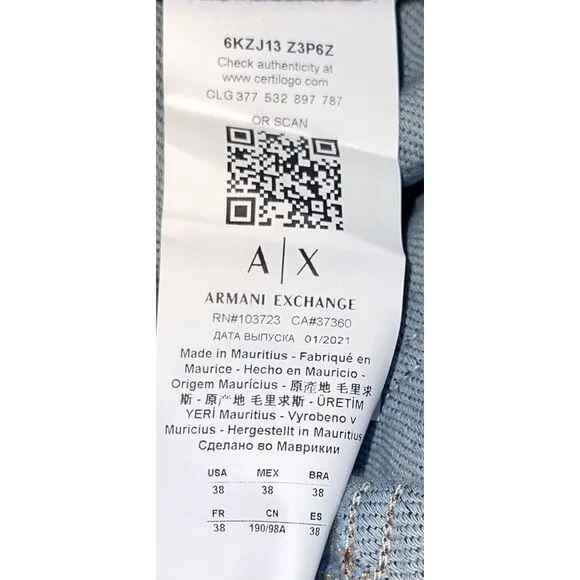 6KZJ13 Z3P6Z
Check authenticity at
www.certilogo.com
CLG 377 532 897 787
OR SCAN
A|X
ARMANI EXCHANGE
RN#103723 CA#37360
ДАТА ВЫПУСКА 01/2021
Made in Mauritius - Fabriqué en
Maurice - Hecho en Mauricio -
Origem Maurícius - 原產地 毛里求
斯 - 原产地 毛里求斯 - ÜRETİM
YERİ Mauritius - Vyrobeno v
Muricius - Hergestellt in Mauritius
Сделано во Маврикии
USA MEX BRA
38 38 38
FR CN ES
38 190/98A 38